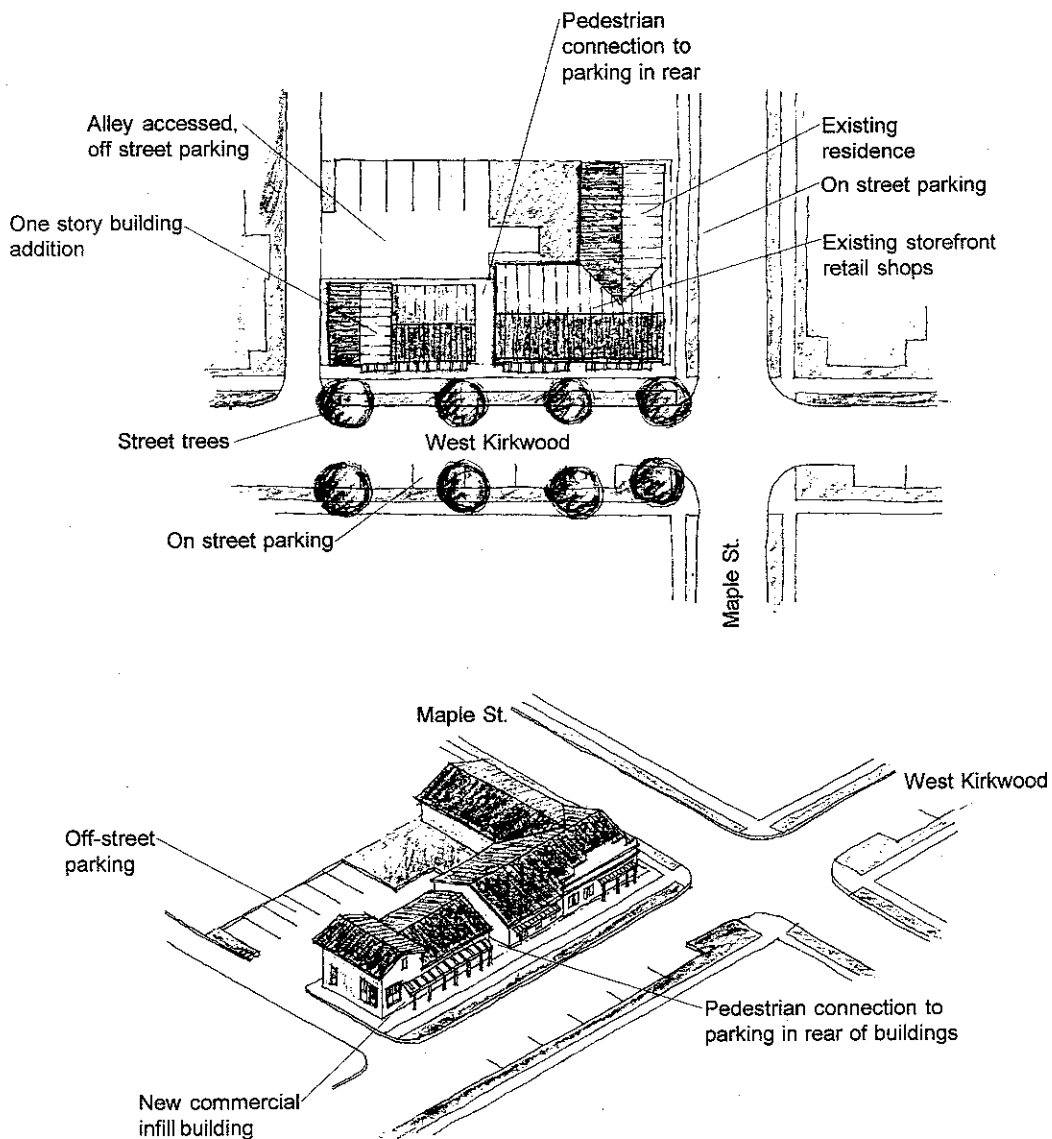 Pedestrian
connection to
parking in rear
Alley accessed,
off street parking
Existing
residence
On street parking
One story building
addition
Existing storefront
retail shops
Street trees
West Kirkwood
On street parking
Maple St.
Maple St.
West Kirkwood
Off-street
parking
Pedestrian connection to
parking in rear of buildings
New commercial
infill building